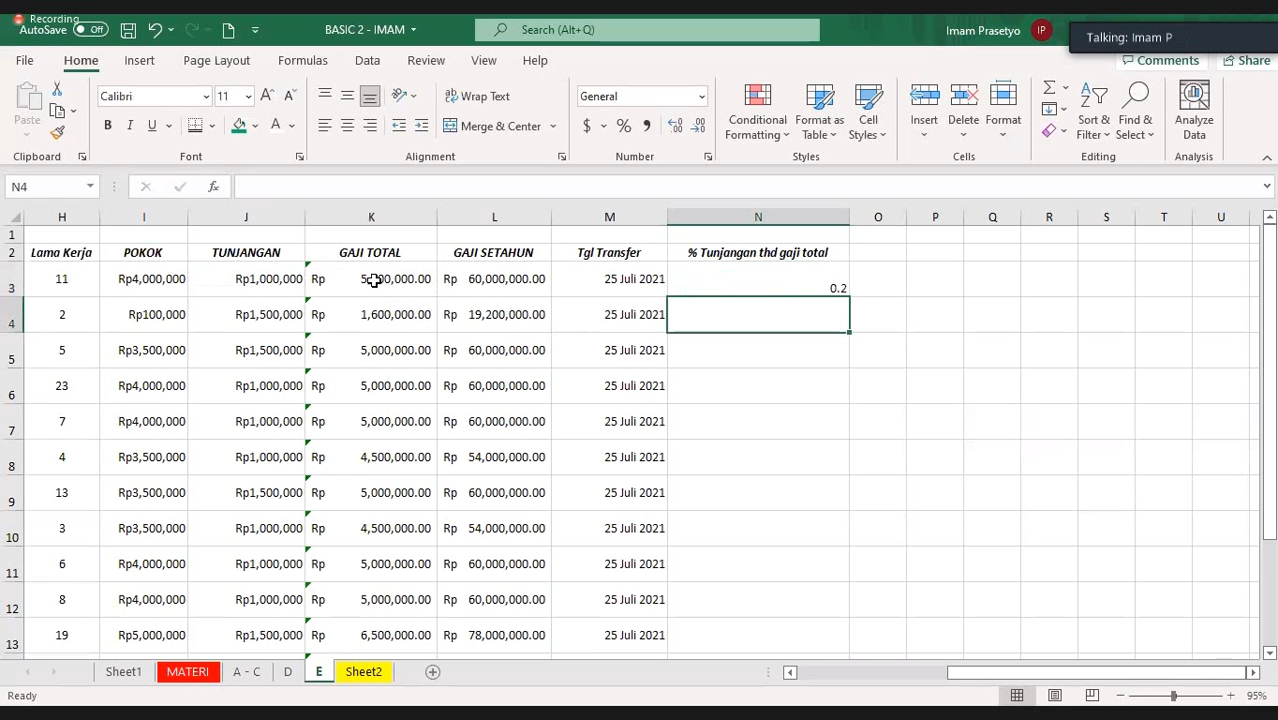 Recording
AutoSave Off
BASIC 2 - IMAM
Search (Alt+Q)
Imam Prasetyo
IP
Talking: Imam P
File Home Insert Page Layout Formulas Data Review View Help
Comments Share
Paste
Calibri 11
Wrap Text
General
Conditional Formatting
Format as Table
Cell Styles
Insert Delete Format
Sort & Filter
Find & Select
Analyze Data
B I U
Merge & Center
$ % ,
Clipboard Font Alignment Number Styles Cells Editing Analysis
N4
fx
H I J K L M N O P Q R S T U
1
2 Lama Kerja POKOK TUNJANGAN GAJI TOTAL GAJI SETAHUN Tgl Transfer % Tunjangan thd gaji total
3 11 Rp4,000,000 Rp1,000,000 Rp Rp 60,000,000.00 25 Juli 2021 0.2
4 2 Rp100,000 Rp1,500,000 Rp 1,600,000.00 Rp 19,200,000.00 25 Juli 2021
5 5 Rp3,500,000 Rp1,500,000 Rp 5,000,000.00 Rp 60,000,000.00 25 Juli 2021
6 23 Rp4,000,000 Rp1,000,000 Rp 5,000,000.00 Rp 60,000,000.00 25 Juli 2021
7 7 Rp4,000,000 Rp1,000,000 Rp 5,000,000.00 Rp 60,000,000.00 25 Juli 2021
8 4 Rp3,500,000 Rp1,000,000 Rp 4,500,000.00 Rp 54,000,000.00 25 Juli 2021
9 13 Rp3,500,000 Rp1,500,000 Rp 5,000,000.00 Rp 60,000,000.00 25 Juli 2021
10 3 Rp3,500,000 Rp1,000,000 Rp 4,500,000.00 Rp 54,000,000.00 25 Juli 2021
11 6 Rp4,000,000 Rp1,000,000 Rp 5,000,000.00 Rp 60,000,000.00 25 Juli 2021
12 8 Rp4,000,000 Rp1,000,000 Rp 5,000,000.00 Rp 60,000,000.00 25 Juli 2021
13 19 Rp5,000,000 Rp1,500,000 Rp 6,500,000.00 Rp 78,000,000.00 25 Juli 2021
Sheet1 MATERI A - C D E Sheet2
Ready
95%